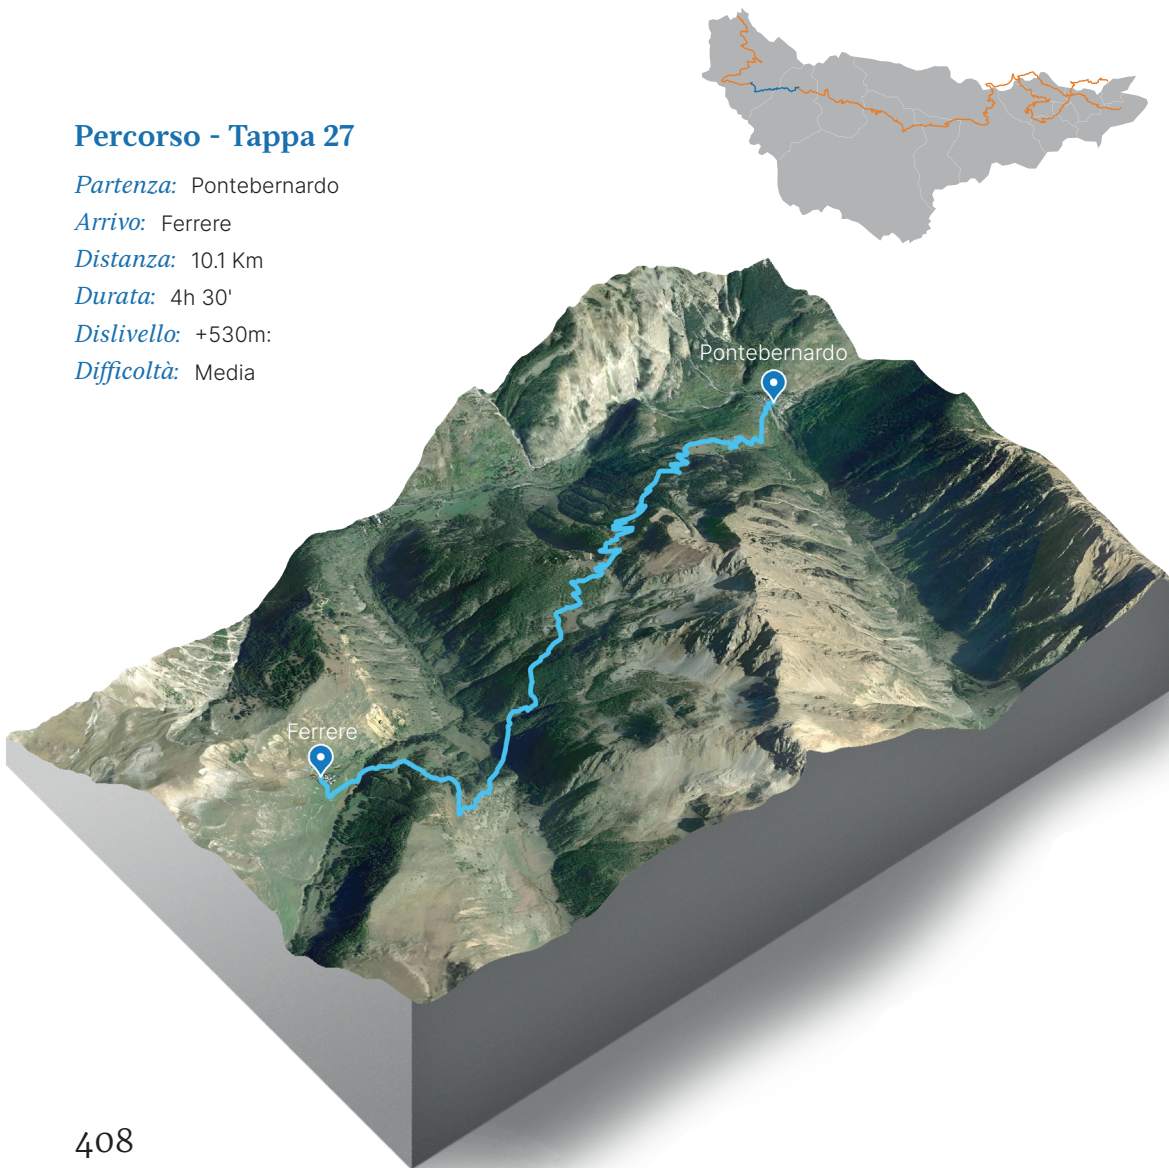 Percorso - Tappa 27
Partenza: Pontebernardo
Arrivo: Ferrere
Distanza: 10.1 Km
Durata: 4h 30'
Dislivello: +530m:
Difficoltà: Media
Pontebernardo
Ferrere
408